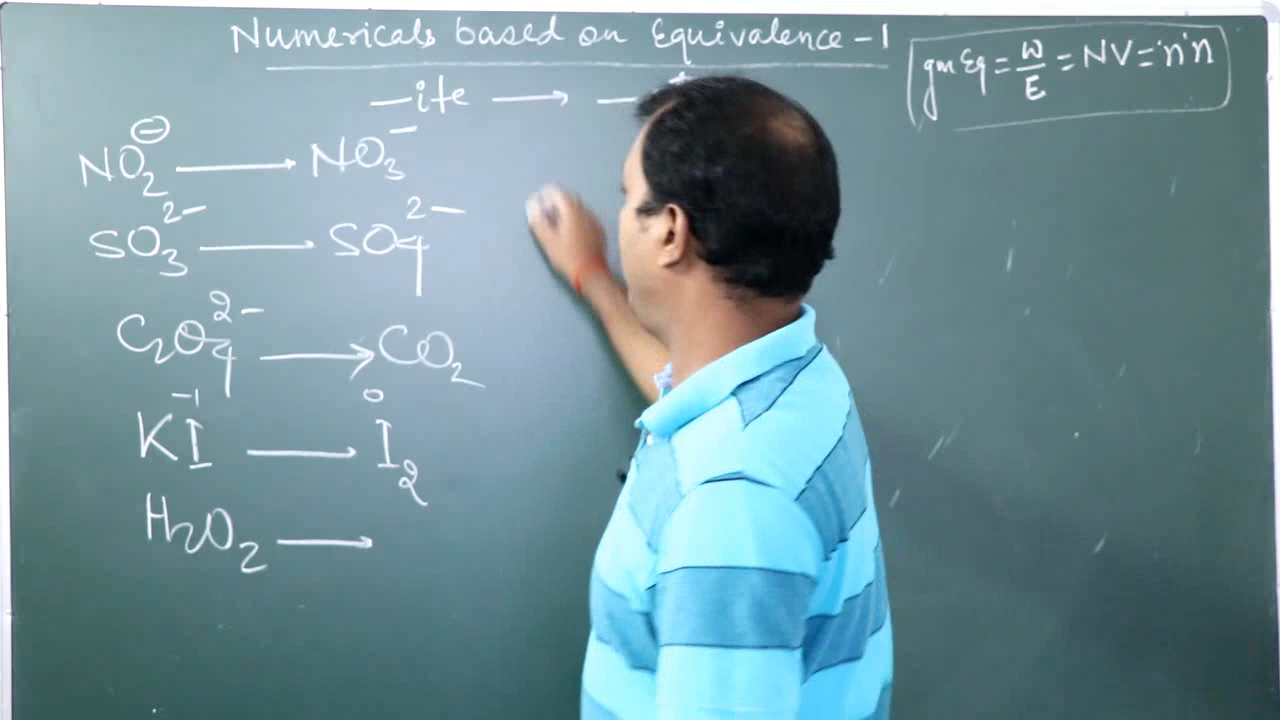 Numericals based on Equivalence-1
gm Eq = W/E = NV = 'n'n
—ite → —
NO₂⊖ → NO₃⁻
SO₃²⁻ → SO₄²⁻
C₂O₄²⁻ → CO₂
KI⁻¹ → I₂⁰
H₂O₂ →